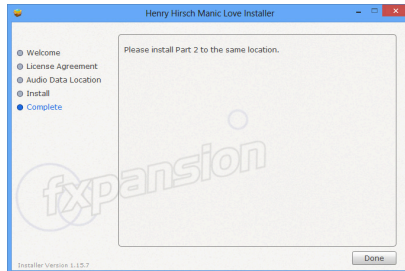 Henry Hirsch Manic Love Installer
Welcome
License Agreement
Audio Data Location
Install
Complete
Please install Part 2 to the same location.
fxpansion
Installer Version 1.15.7
Done